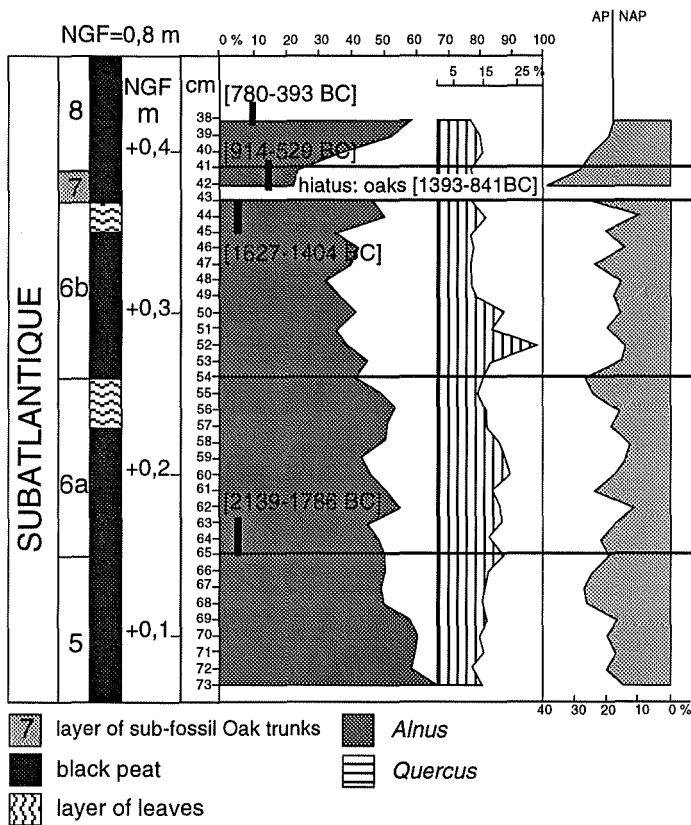 AP NAP
NGF=0,8 m
0 % 10 20 30 40 50 60 70 80 90 100
5 15 25 %
NGF
m
cm
[780-393 BC]
8
38
39
+0,4
40
[914-529 BC]
41
7
42
hiatus: oaks [1393-841BC]
43
44
45
[1627-1404 BC]
46
47
48
6b
49
+0,3
50
51
52
53
54
55
56
57
58
59
+0,2
60
6a
61
[2139-1786 BC]
62
63
64
65
66
67
68
69
5
+0,1
70
71
72
73
SUBATLANTIQUE
40 30 20 10 0 %
7 layer of sub-fossil Oak trunks
Alnus
black peat
Quercus
layer of leaves